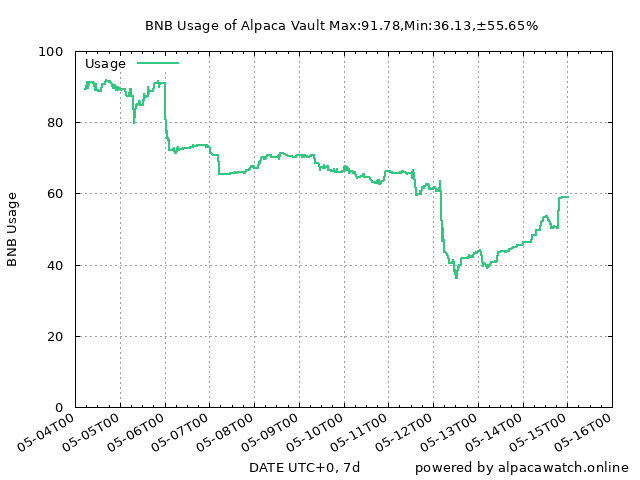 BNB Usage of Alpaca Vault Max:91.78,Min:36.13,±55.65%
100
Usage
80
60
BNB Usage
40
20
0
05-04T00 05-05T00 05-06T00 05-07T00 05-08T00 05-09T00 05-10T00 05-11T00 05-12T00 05-13T00 05-14T00 05-15T00 05-16T00
DATE UTC+0, 7d powered by alpacawatch.online